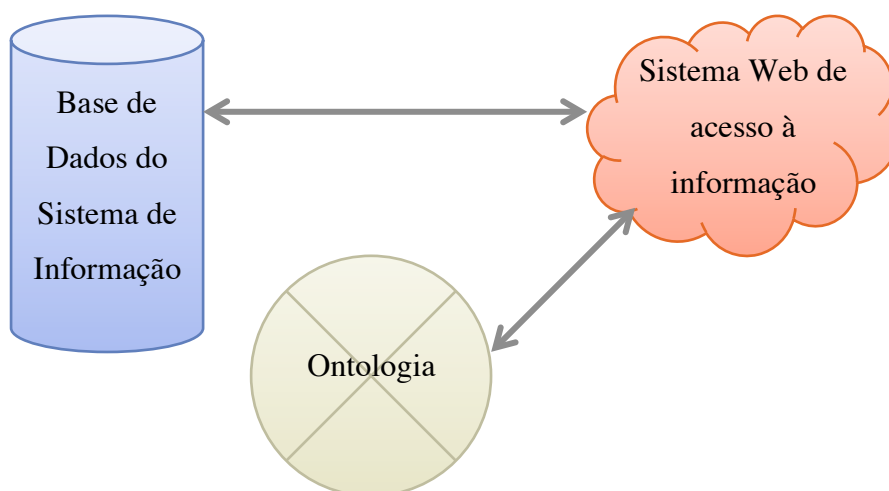 Base de
Dados do
Sistema de
Informação
Sistema Web de
acesso à
informação
Ontologia